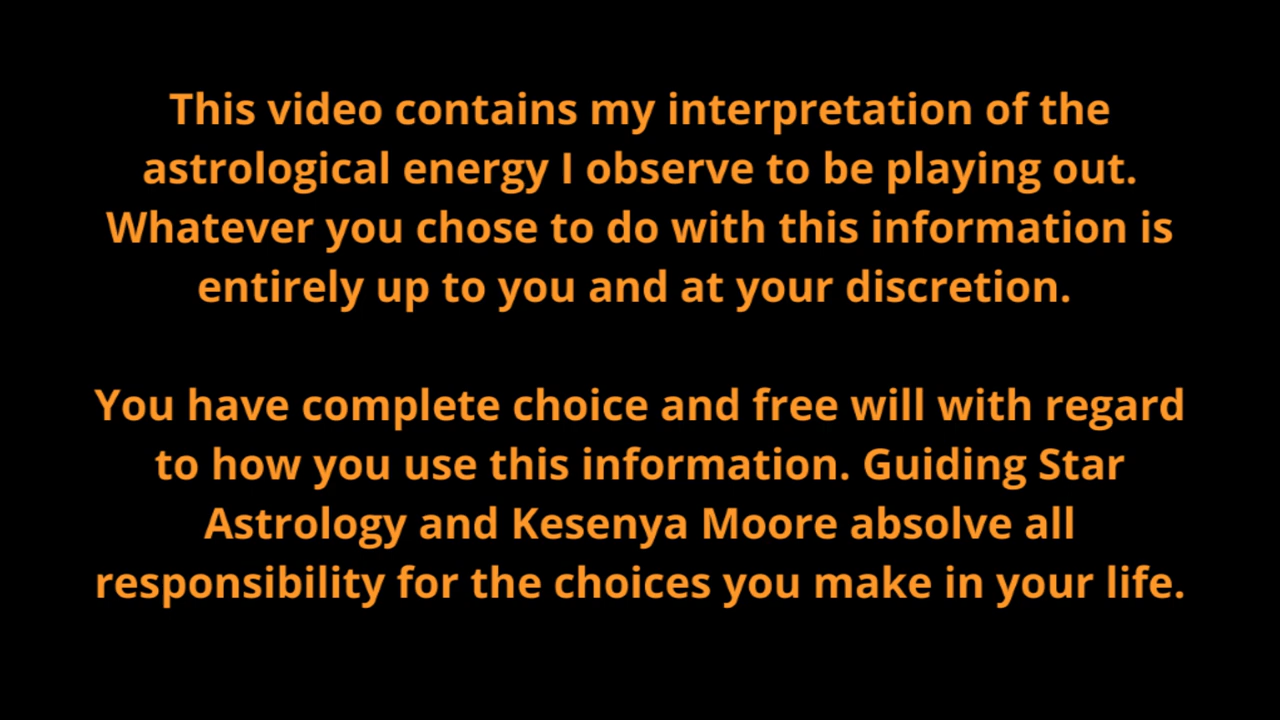 This video contains my interpretation of the
astrological energy I observe to be playing out.
Whatever you chose to do with this information is
entirely up to you and at your discretion.
You have complete choice and free will with regard
to how you use this information. Guiding Star
Astrology and Kesenya Moore absolve all
responsibility for the choices you make in your life.